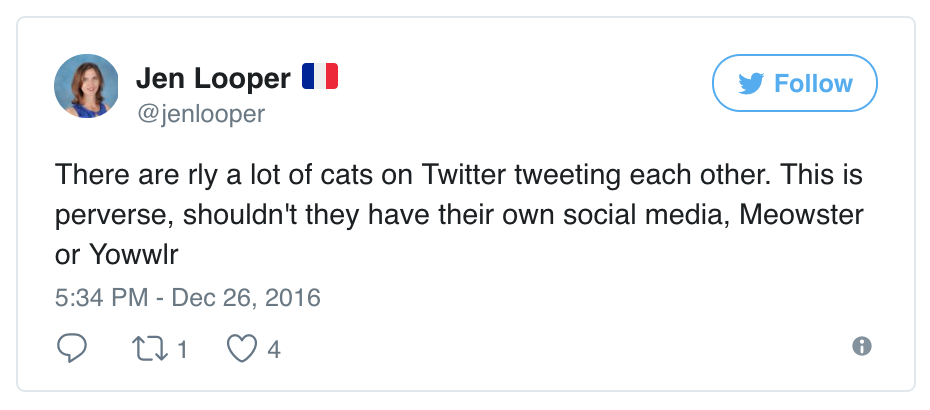 Jen Looper 🇫🇷
@jenlooper
Follow
There are rly a lot of cats on Twitter tweeting each other. This is
perverse, shouldn't they have their own social media, Meowster
or Yowwlr
5:34 PM - Dec 26, 2016
1
4